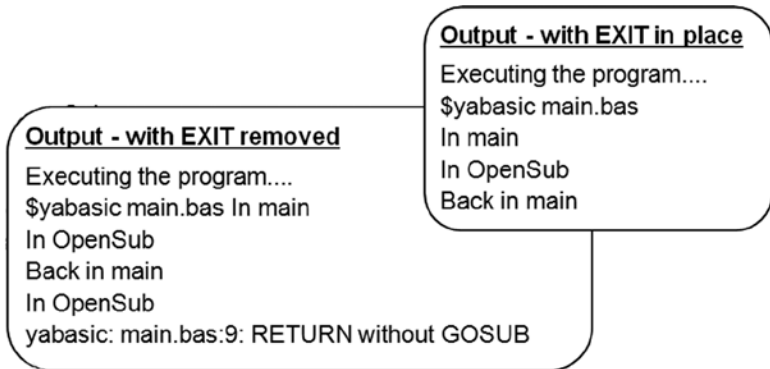 Output - with EXIT in place
Executing the program....
$yabasic main.bas
In main
In OpenSub
Back in main
Output - with EXIT removed
Executing the program....
$yabasic main.bas In main
In OpenSub
Back in main
In OpenSub
yabasic: main.bas:9: RETURN without GOSUB